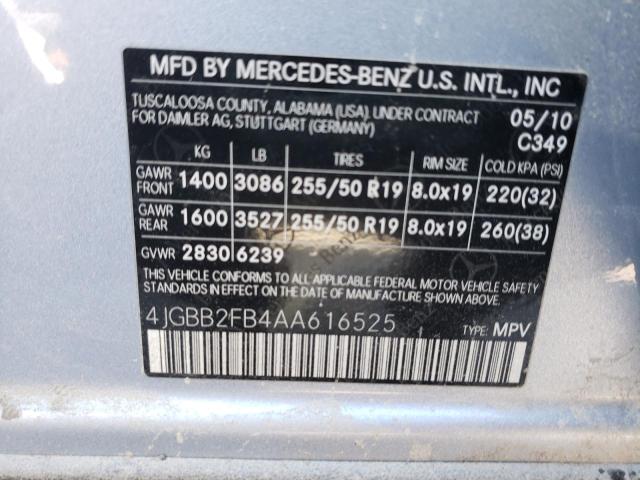 MFD BY MERCEDES-BENZ U.S. INTL., INC
TUSCALOOSA COUNTY, ALABAMA (USA), UNDER CONTRACT 05/10
FOR DAIMLER AG, STUTTGART (GERMANY) C349
KG LB TIRES RIM SIZE COLD KPA (PSI)
GAWR FRONT 1400 3086 255/50 R19 8.0x19 220(32)
GAWR REAR 1600 3527 255/50 R19 8.0x19 260(38)
GVWR 2830 6239
THIS VEHICLE CONFORMS TO ALL APPLICABLE FEDERAL MOTOR VEHICLE SAFETY
STANDARDS IN EFFECT ON THE DATE OF MANUFACTURE SHOWN ABOVE.
4JGBB2FB4AA616525 TYPE: MPV